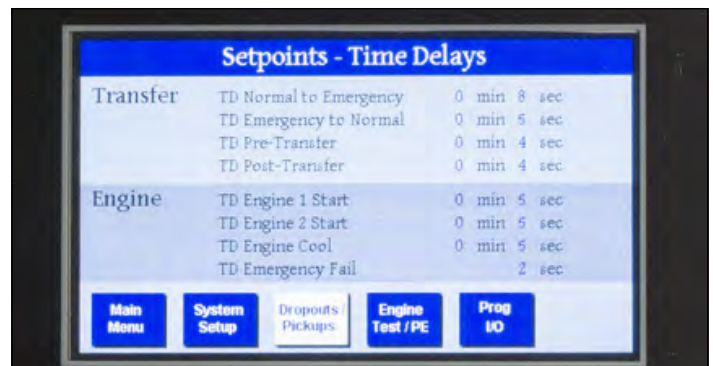 Setpoints - Time Delays
Transfer TD Normal to Emergency 0 min 8 sec
TD Emergency to Normal 0 min 5 sec
TD Pre-Transfer 0 min 4 sec
TD Post-Transfer 0 min 4 sec
Engine TD Engine 1 Start 0 min 5 sec
TD Engine 2 Start 0 min 5 sec
TD Engine Cool 0 min 5 sec
TD Emergency Fail 2 sec
Main Menu System Setup Dropouts / Pickups Engine Test / PE Prog I/O